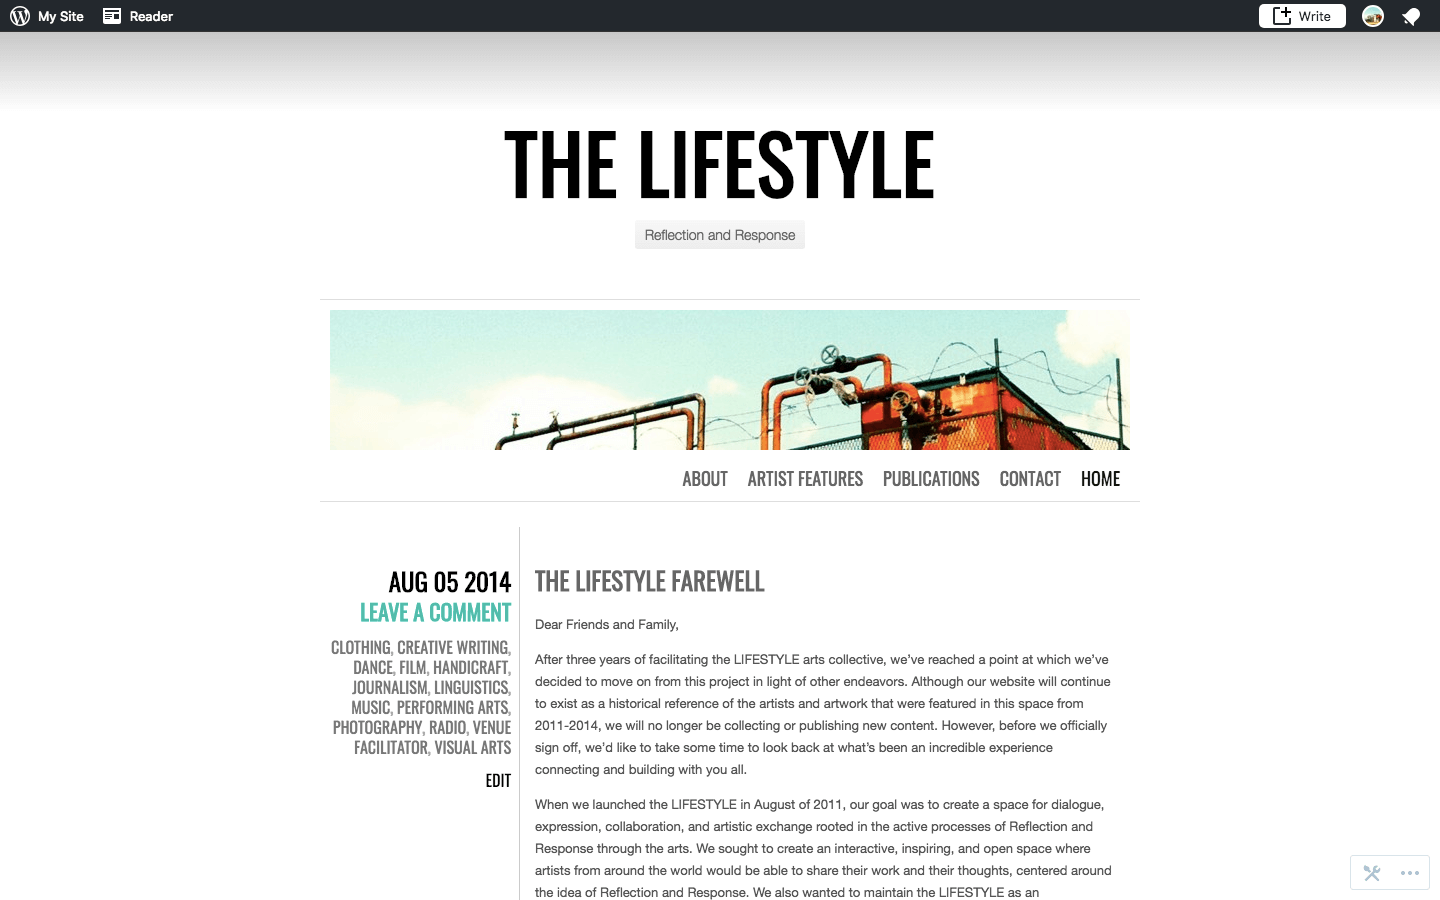 My Site Reader Write
THE LIFESTYLE
Reflection and Response
ABOUT ARTIST FEATURES PUBLICATIONS CONTACT HOME
AUG 05 2014
LEAVE A COMMENT
CLOTHING, CREATIVE WRITING,
DANCE, FILM, HANDICRAFT,
JOURNALISM, LINGUISTICS,
MUSIC, PERFORMING ARTS,
PHOTOGRAPHY, RADIO, VENUE
FACILITATOR, VISUAL ARTS
EDIT
THE LIFESTYLE FAREWELL
Dear Friends and Family,
After three years of facilitating the LIFESTYLE arts collective, we’ve reached a point at which we’ve
decided to move on from this project in light of other endeavors. Although our website will continue
to exist as a historical reference of the artists and artwork that were featured in this space from
2011-2014, we will no longer be collecting or publishing new content. However, before we officially
sign off, we’d like to take some time to look back at what’s been an incredible experience
connecting and building with you all.
When we launched the LIFESTYLE in August of 2011, our goal was to create a space for dialogue,
expression, collaboration, and artistic exchange rooted in the active processes of Reflection and
Response through the arts. We sought to create an interactive, inspiring, and open space where
artists from around the world would be able to share their work and their thoughts, centered around
the idea of Reflection and Response. We also wanted to maintain the LIFESTYLE as an